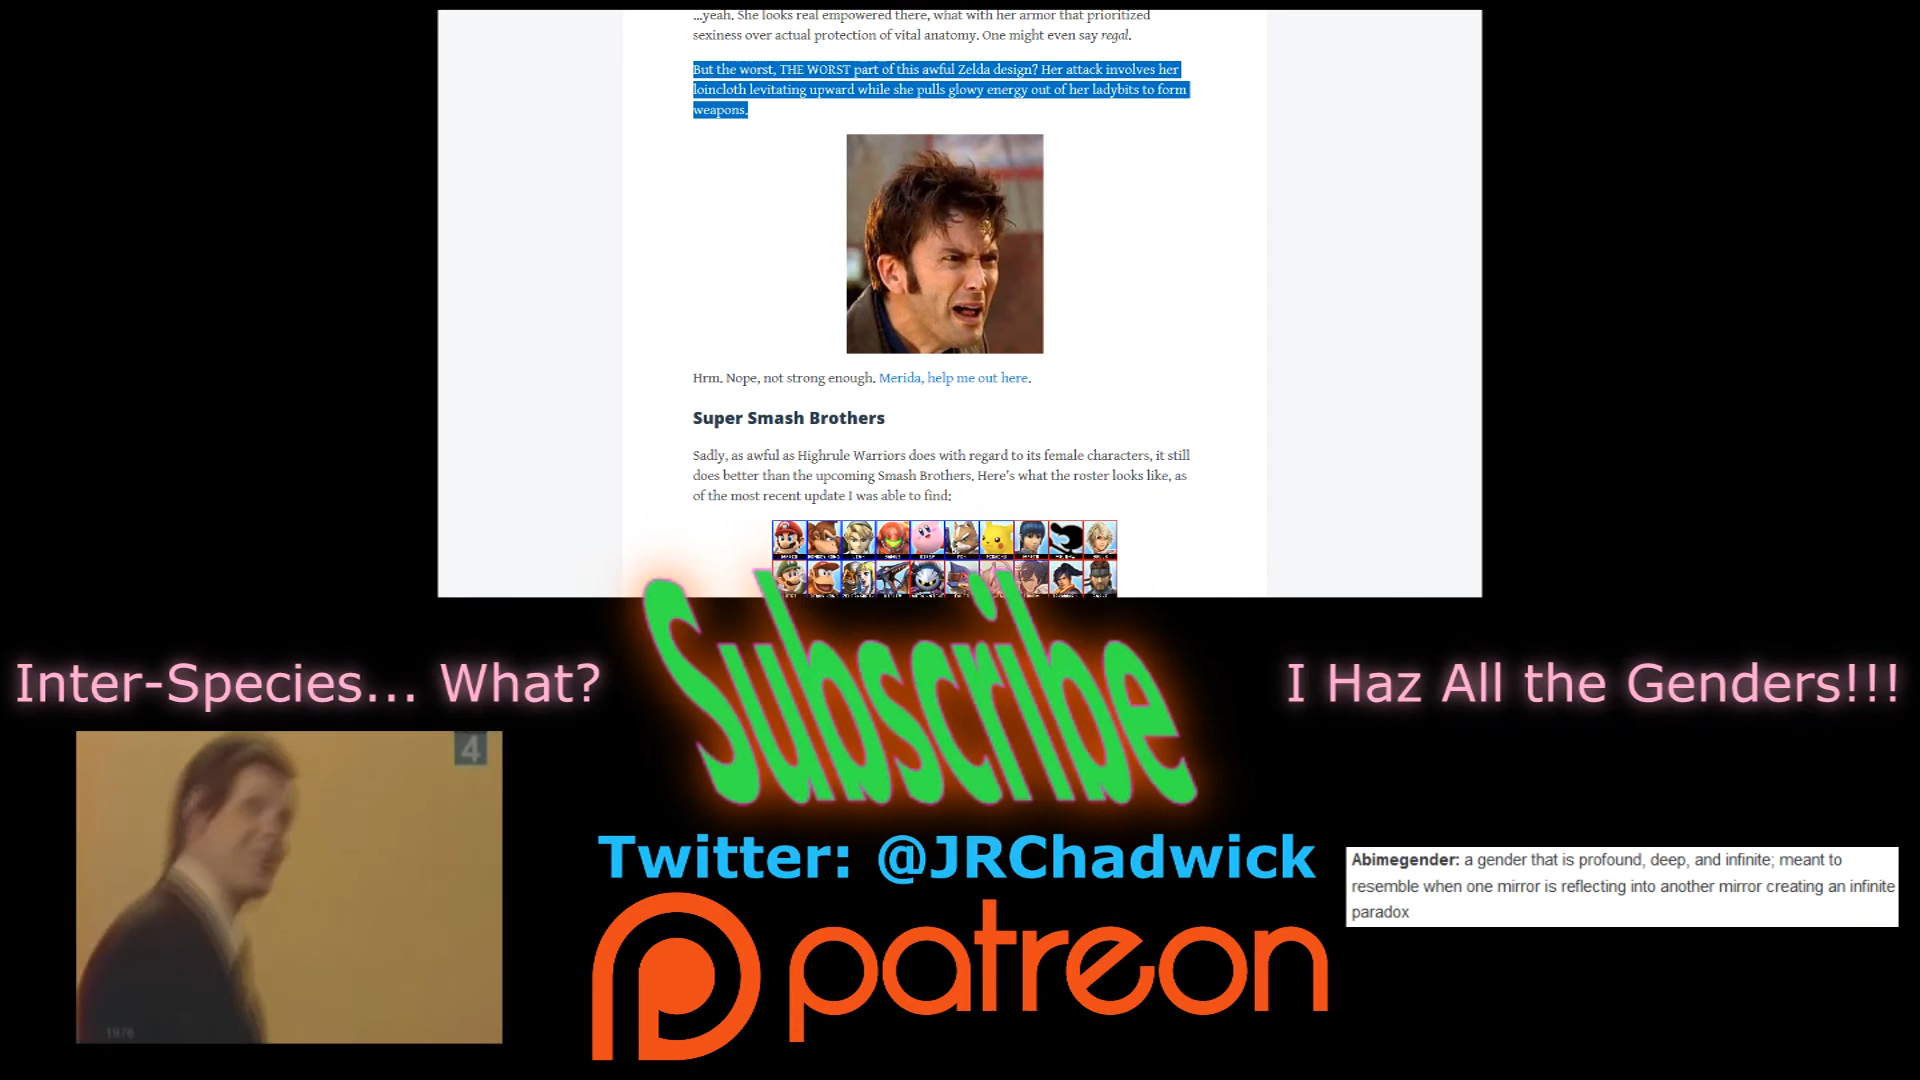 ...yeah. She looks real empowered there, what with her armor that prioritized
sexiness over actual protection of vital anatomy. One might even say regal.
But the worst, THE WORST part of this awful Zelda design? Her attack involves her
loincloth levitating upward while she pulls glowy energy out of her ladybits to form
weapons.
Hrm. Nope, not strong enough. Merida, help me out here.
Super Smash Brothers
Sadly, as awful as Highrule Warriors does with regard to its female characters, it still
does better than the upcoming Smash Brothers. Here's what the roster looks like, as
of the most recent update I was able to find:
Subscribe
Inter-Species... What?
I Haz All the Genders!!!
4
1976
Twitter: @JRChadwick
patreon
Abimegender: a gender that is profound, deep, and infinite; meant to
resemble when one mirror is reflecting into another mirror creating an infinite
paradox